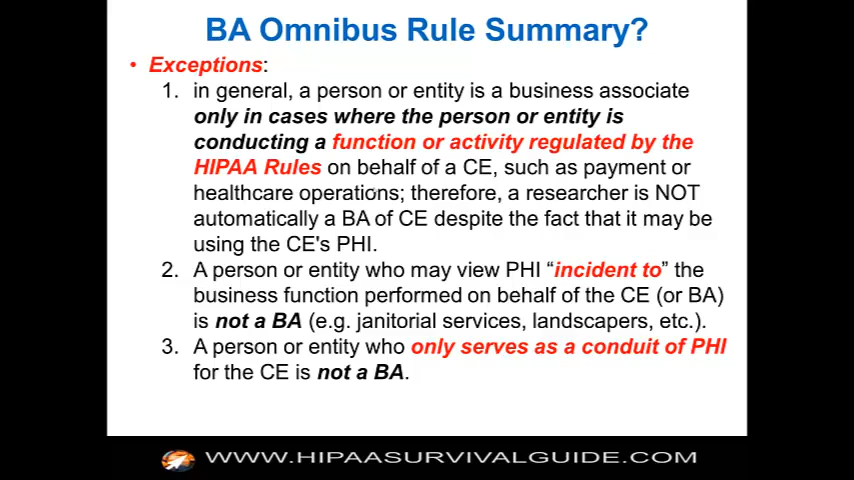 BA Omnibus Rule Summary?
• Exceptions:
1. in general, a person or entity is a business associate
only in cases where the person or entity is
conducting a function or activity regulated by the
HIPAA Rules on behalf of a CE, such as payment or
healthcare operations; therefore, a researcher is NOT
automatically a BA of CE despite the fact that it may be
using the CE's PHI.
2. A person or entity who may view PHI “incident to” the
business function performed on behalf of the CE (or BA)
is not a BA (e.g. janitorial services, landscapers, etc.).
3. A person or entity who only serves as a conduit of PHI
for the CE is not a BA.
WWW.HIPAASURVIVALGUIDE.COM